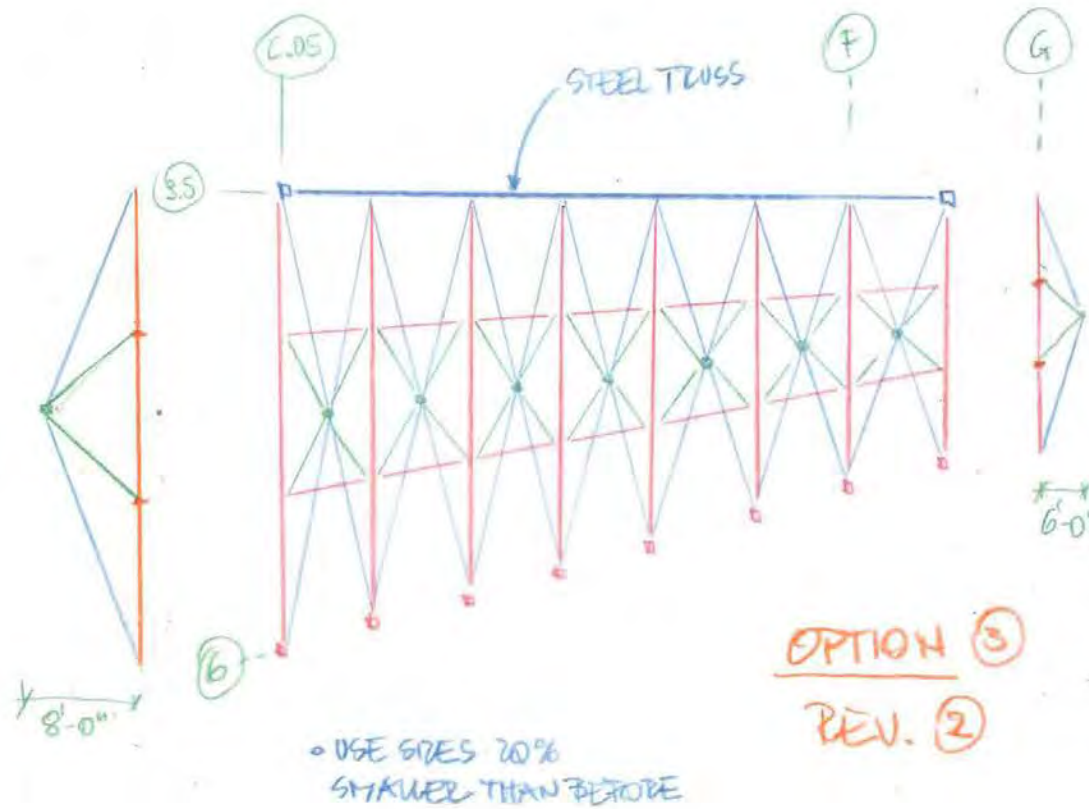 C.05
F
G
STEEL TRUSS
3.5
6
8'-0"
6'-0"
OPTION 3
REV. 2
• USE SIZES 20%
SMALLER THAN BEFORE